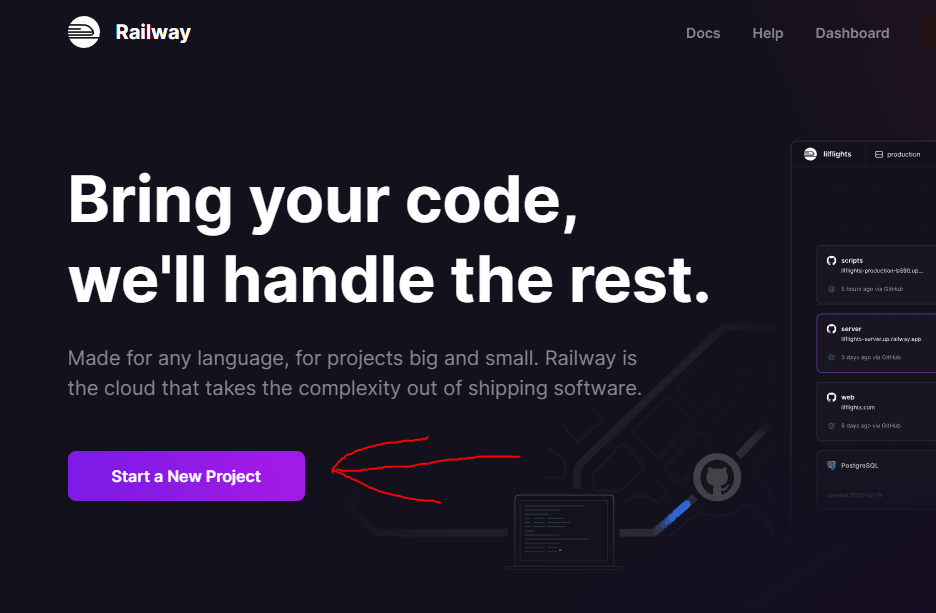 Railway
Docs Help Dashboard
lilflights production
Bring your code,
we'll handle the rest.
Made for any language, for projects big and small. Railway is
the cloud that takes the complexity out of shipping software.
Start a New Project
scripts
lilflights-production-b590.up...
5 hours ago via GitHub
server
lilflights-server.up.railway.app
3 days ago via GitHub
web
lilflights.com
6 days ago via GitHub
PostgreSQL
Created 2022-02-19